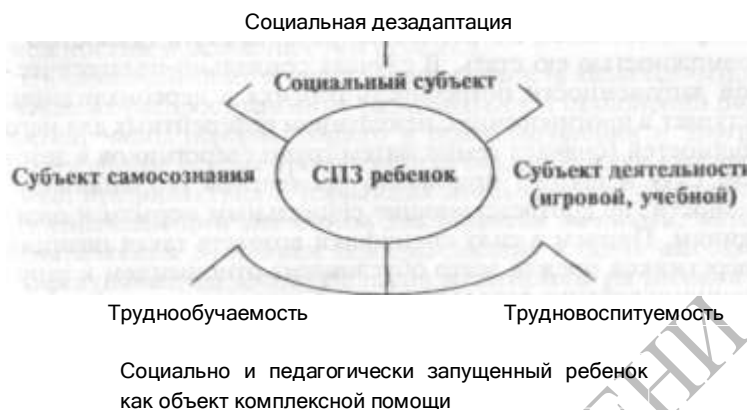 Социальная дезадаптация
Социальный субъект
Субъект самосознания
СПЗ ребенок
Субъект деятельности
(игровой, учебной)
Труднообучаемость
Трудновоспитуемость
Социально и педагогически запущенный ребенок
как объект комплексной помощи